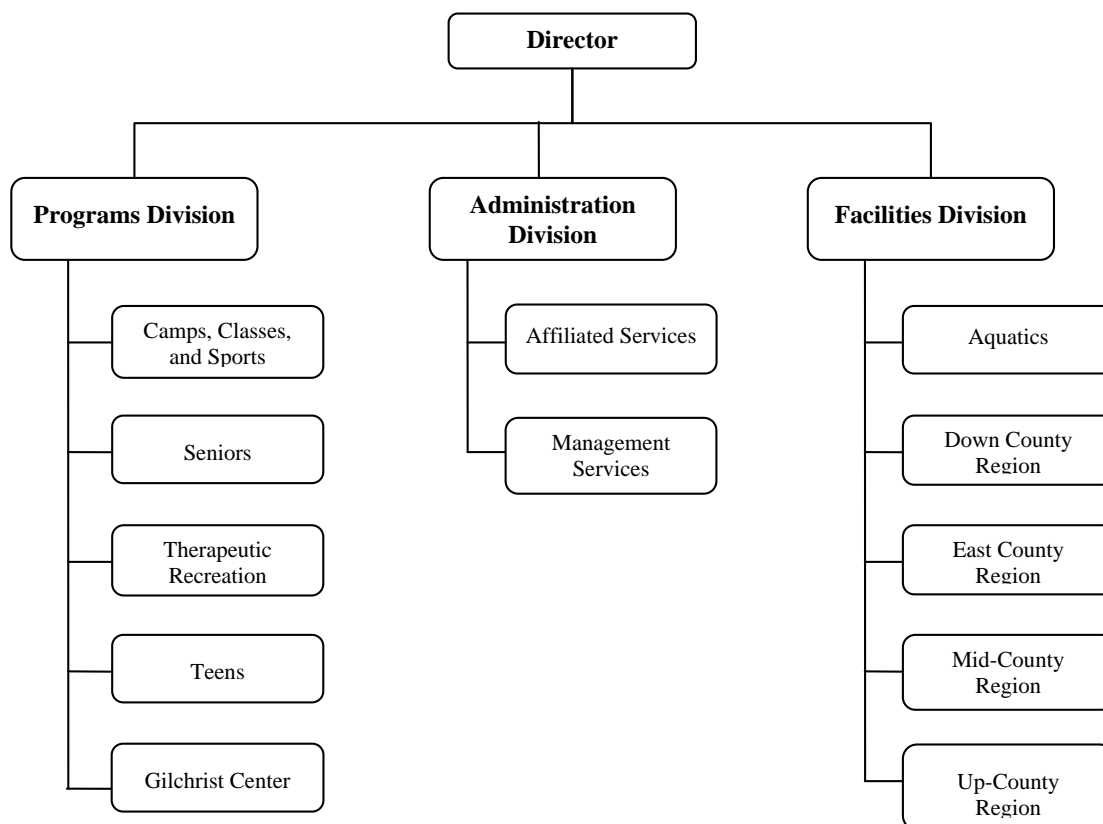 Director
Programs Division
Administration
Division
Facilities Division
Camps, Classes,
and Sports
Seniors
Therapeutic
Recreation
Teens
Gilchrist Center
Affiliated Services
Management
Services
Aquatics
Down County
Region
East County
Region
Mid-County
Region
Up-County
Region